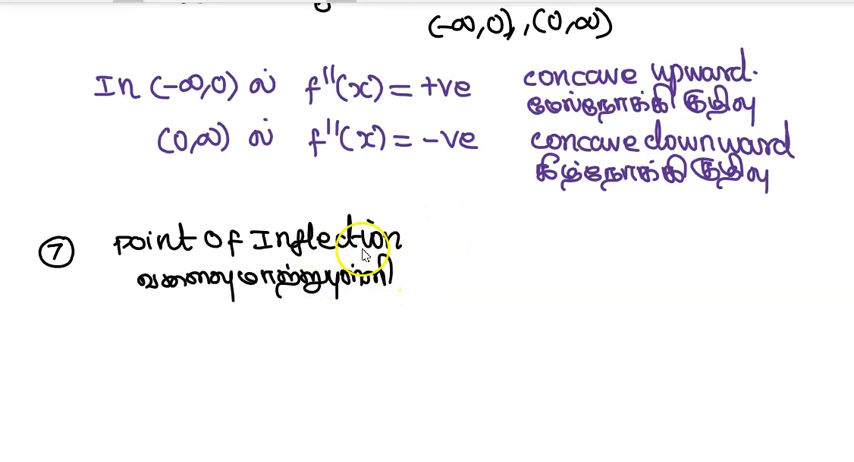 (-∞,0), (0,∞)
In (-∞,0) ல் f''(x) = +ve concave upward.
மேல்நோக்கி குழிவு
(0,∞) ல் f''(x) = -ve concave downward
கீழ்நோக்கி குழிவு
7 point Of Inflection
வளைவு மாற்றுப்புள்ளி